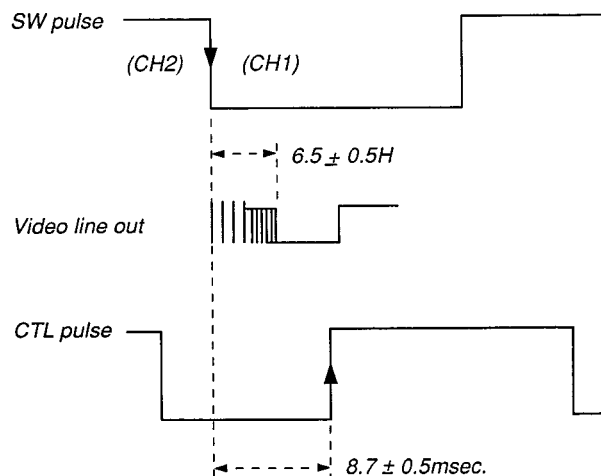 SW pulse
(CH2)
(CH1)
6.5 ± 0.5H
Video line out
CTL pulse
8.7 ± 0.5msec.